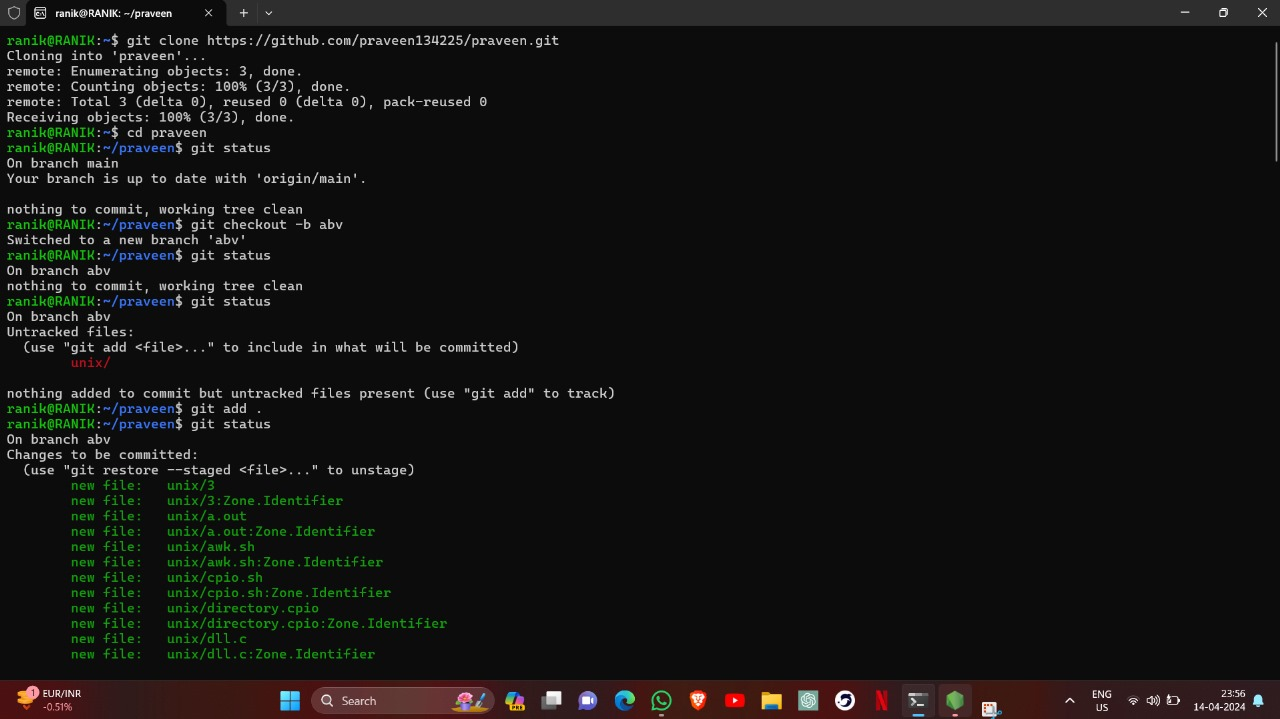 ranik@RANIK: ~/praveen
ranik@RANIK:~$ git clone https://github.com/praveen134225/praveen.git
Cloning into 'praveen'...
remote: Enumerating objects: 3, done.
remote: Counting objects: 100% (3/3), done.
remote: Total 3 (delta 0), reused 0 (delta 0), pack-reused 0
Receiving objects: 100% (3/3), done.
ranik@RANIK:~$ cd praveen
ranik@RANIK:~/praveen$ git status
On branch main
Your branch is up to date with 'origin/main'.
nothing to commit, working tree clean
ranik@RANIK:~/praveen$ git checkout -b abv
Switched to a new branch 'abv'
ranik@RANIK:~/praveen$ git status
On branch abv
nothing to commit, working tree clean
ranik@RANIK:~/praveen$ git status
On branch abv
Untracked files:
  (use "git add <file>..." to include in what will be committed)
        unix/
nothing added to commit but untracked files present (use "git add" to track)
ranik@RANIK:~/praveen$ git add .
ranik@RANIK:~/praveen$ git status
On branch abv
Changes to be committed:
  (use "git restore --staged <file>..." to unstage)
        new file:   unix/3
        new file:   unix/3:Zone.Identifier
        new file:   unix/a.out
        new file:   unix/a.out:Zone.Identifier
        new file:   unix/awk.sh
        new file:   unix/awk.sh:Zone.Identifier
        new file:   unix/cpio.sh
        new file:   unix/cpio.sh:Zone.Identifier
        new file:   unix/directory.cpio
        new file:   unix/directory.cpio:Zone.Identifier
        new file:   unix/dll.c
        new file:   unix/dll.c:Zone.Identifier
1
EUR/INR
-0.51%
Search
PRE
ENG
US
23:56
14-04-2024